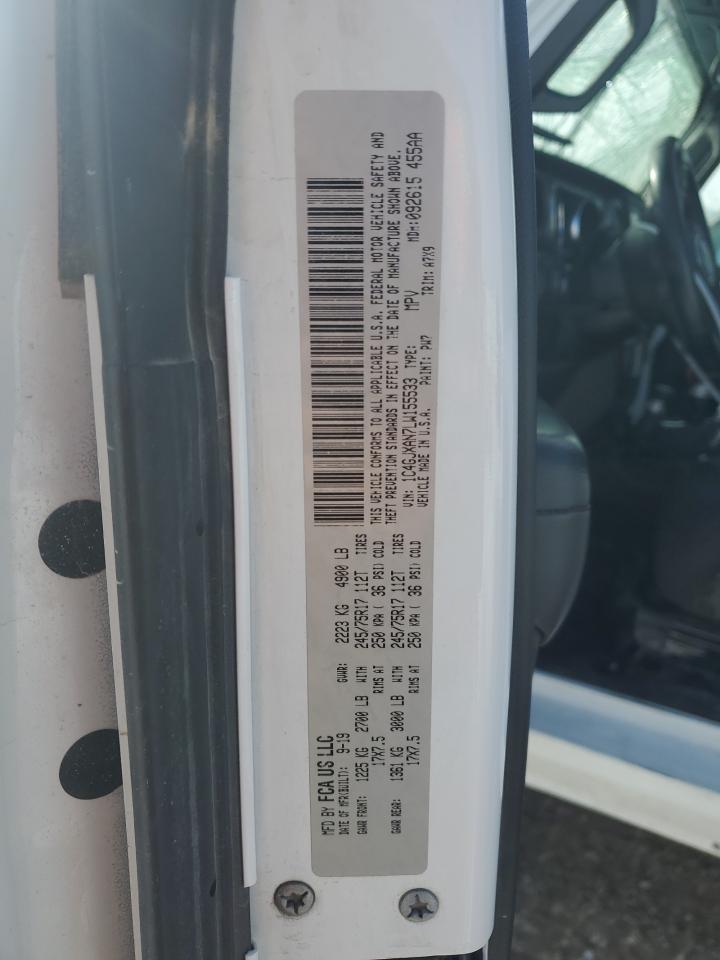 MFD BY FCA US LLC
DATE OF MFR(BUILT): 9-19 GVWR: 2223 KG 4900 LB
GAWR FRONT: 1225 KG 2700 LB WITH 245/75R17 112T TIRES
17X7.5 RIMS AT 250 KPA ( 36 PSI) COLD
GAWR REAR: 1361 KG 3000 LB WITH 245/75R17 112T TIRES
17X7.5 RIMS AT 250 KPA ( 36 PSI) COLD
THIS VEHICLE CONFORMS TO ALL APPLICABLE U.S.A. FEDERAL MOTOR VEHICLE SAFETY AND
THEFT PREVENTION STANDARDS IN EFFECT ON THE DATE OF MANUFACTURE SHOWN ABOVE.
VIN: 1C4GJXAN7LW155533 TYPE: MPV MDH:092615 455AA
VEHICLE MADE IN U.S.A. PAINT: PW7 TRIM: A7X9